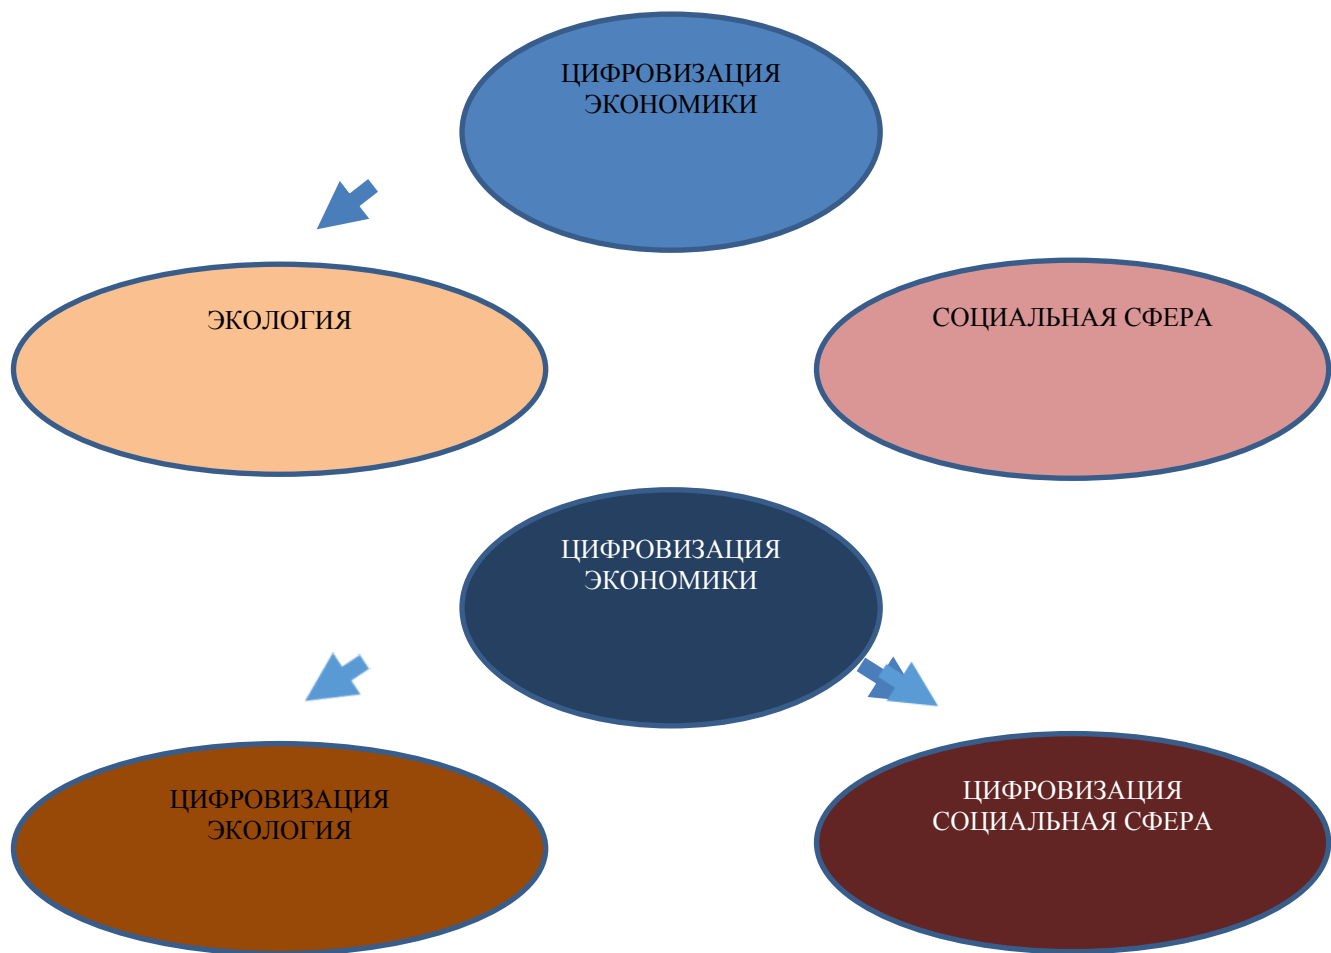 ЦИФРОВИЗАЦИЯ
ЭКОНОМИКИ
ЭКОЛОГИЯ
СОЦИАЛЬНАЯ СФЕРА
ЦИФРОВИЗАЦИЯ
ЭКОНОМИКИ
ЦИФРОВИЗАЦИЯ
ЭКОЛОГИЯ
ЦИФРОВИЗАЦИЯ
СОЦИАЛЬНАЯ СФЕРА